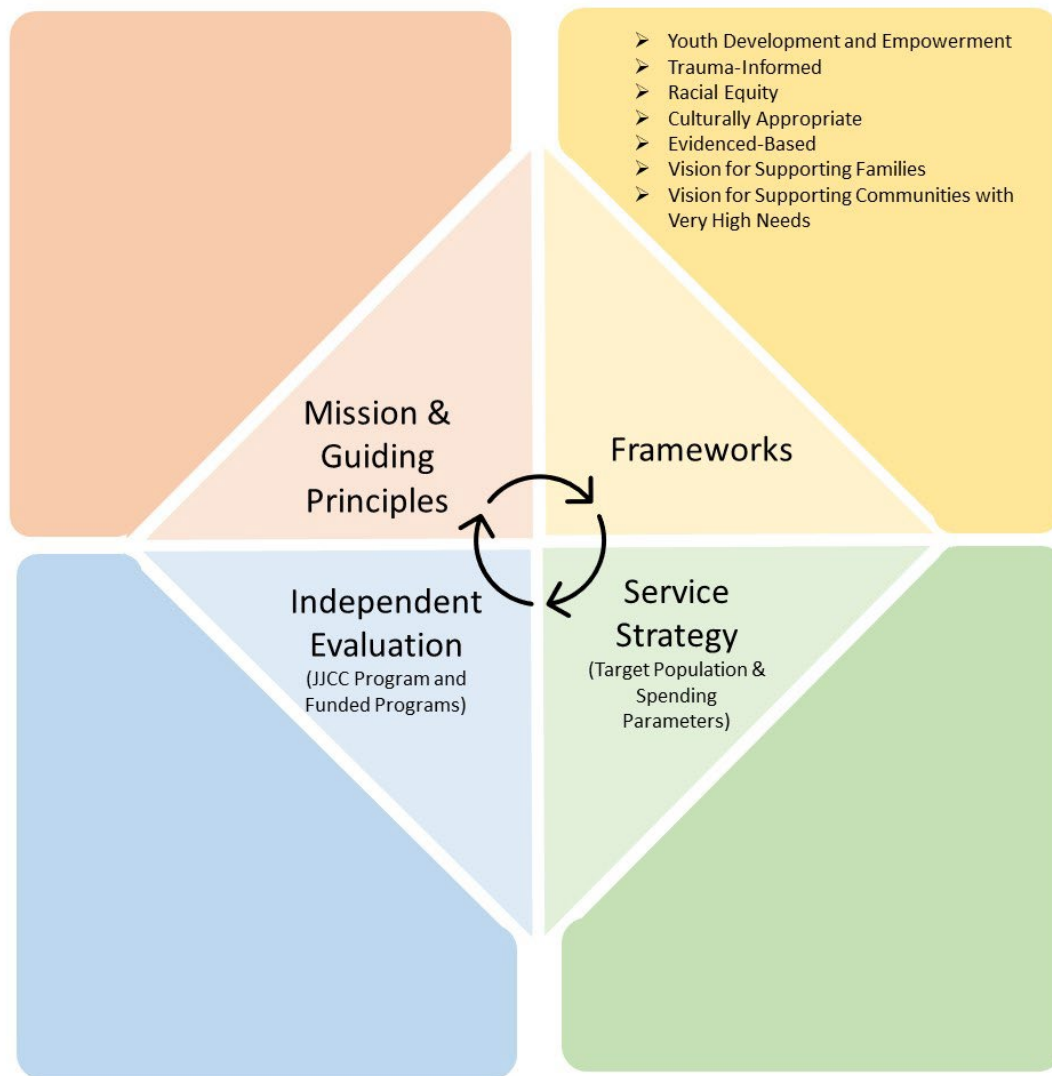 ➢ Youth Development and Empowerment
➢ Trauma-Informed
➢ Racial Equity
➢ Culturally Appropriate
➢ Evidenced-Based
➢ Vision for Supporting Families
➢ Vision for Supporting Communities with
Very High Needs
Mission &
Guiding
Principles
Frameworks
Independent
Evaluation
(JJCC Program and
Funded Programs)
Service
Strategy
(Target Population &
Spending
Parameters)